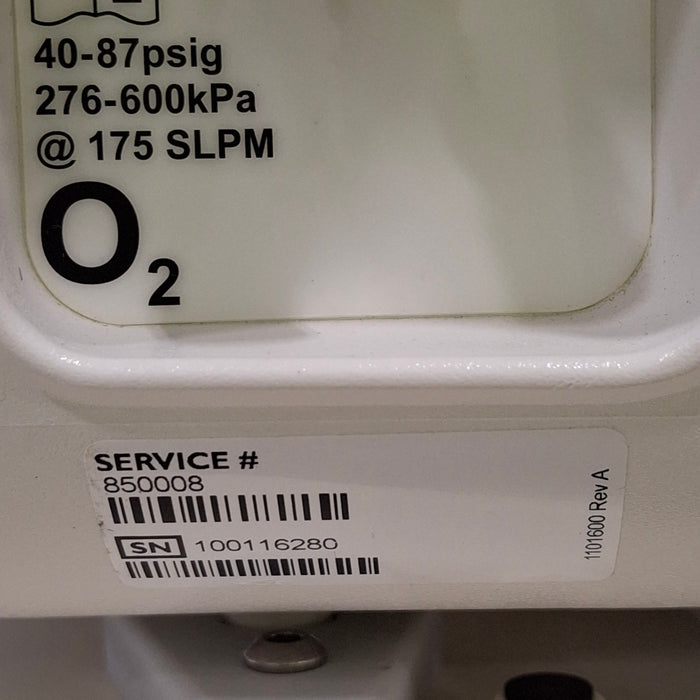 40-87psig
276-600kPa
@ 175 SLPM
O2
SERVICE #
850008
SN 100116280
1101600 Rev A